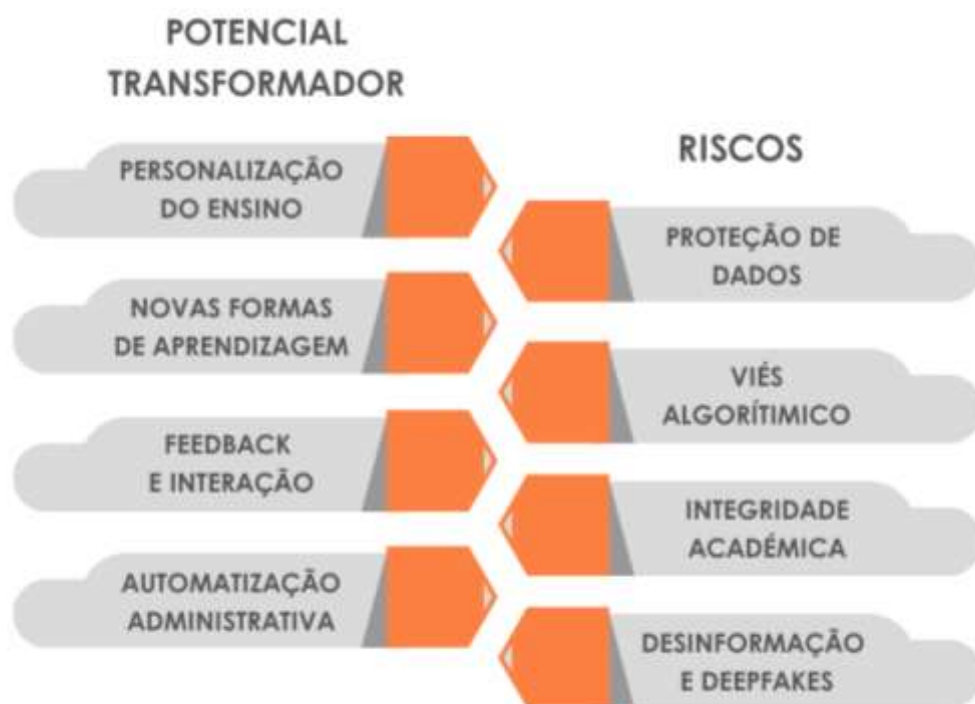 POTENCIAL
TRANSFORMADOR
PERSONALIZAÇÃO
DO ENSINO
NOVAS FORMAS
DE APRENDIZAGEM
FEEDBACK
E INTERAÇÃO
AUTOMATIZAÇÃO
ADMINISTRATIVA
RISCOS
PROTEÇÃO DE
DADOS
VIÉS
ALGORÍTIMICO
INTEGRIDADE
ACADÉMICA
DESINFORMAÇÃO
E DEEPFAKES